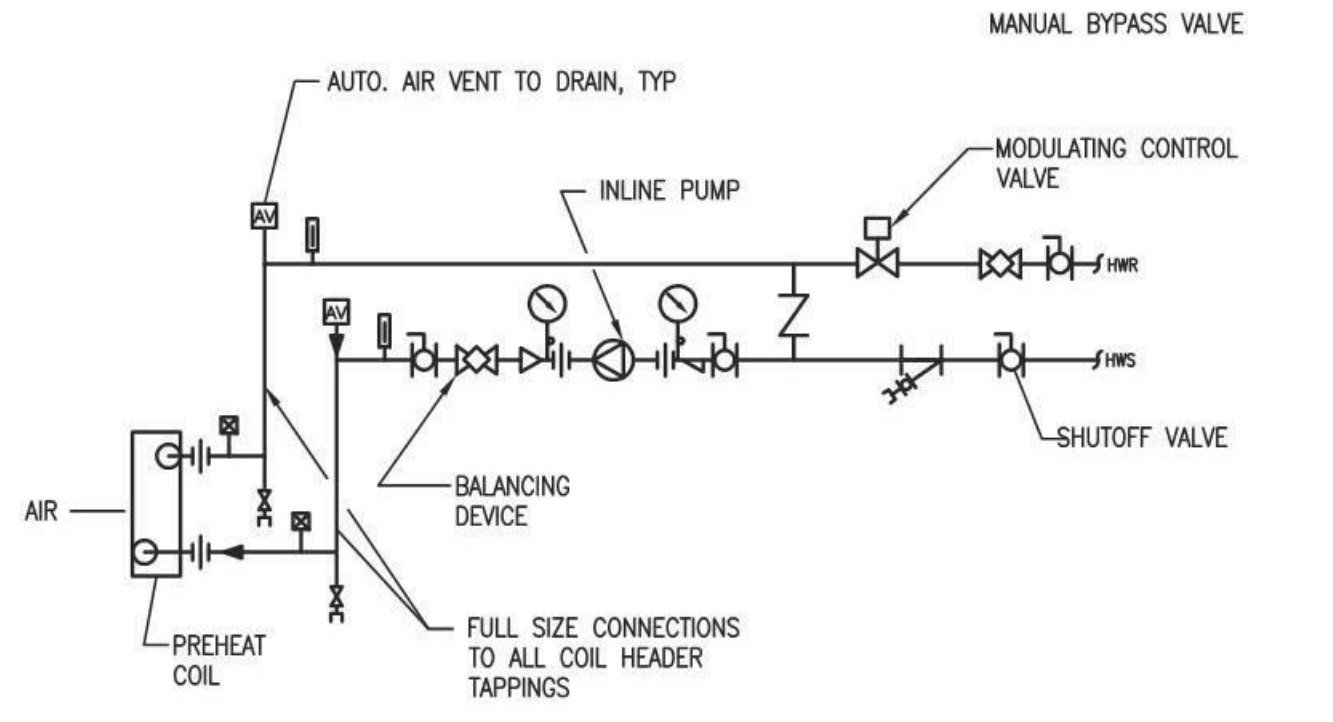 MANUAL BYPASS VALVE
AUTO. AIR VENT TO DRAIN, TYP
MODULATING CONTROL
VALVE
INLINE PUMP
AV
HWR
AV
HWS
SHUTOFF VALVE
BALANCING
DEVICE
AIR
FULL SIZE CONNECTIONS
TO ALL COIL HEADER
TAPPINGS
PREHEAT
COIL